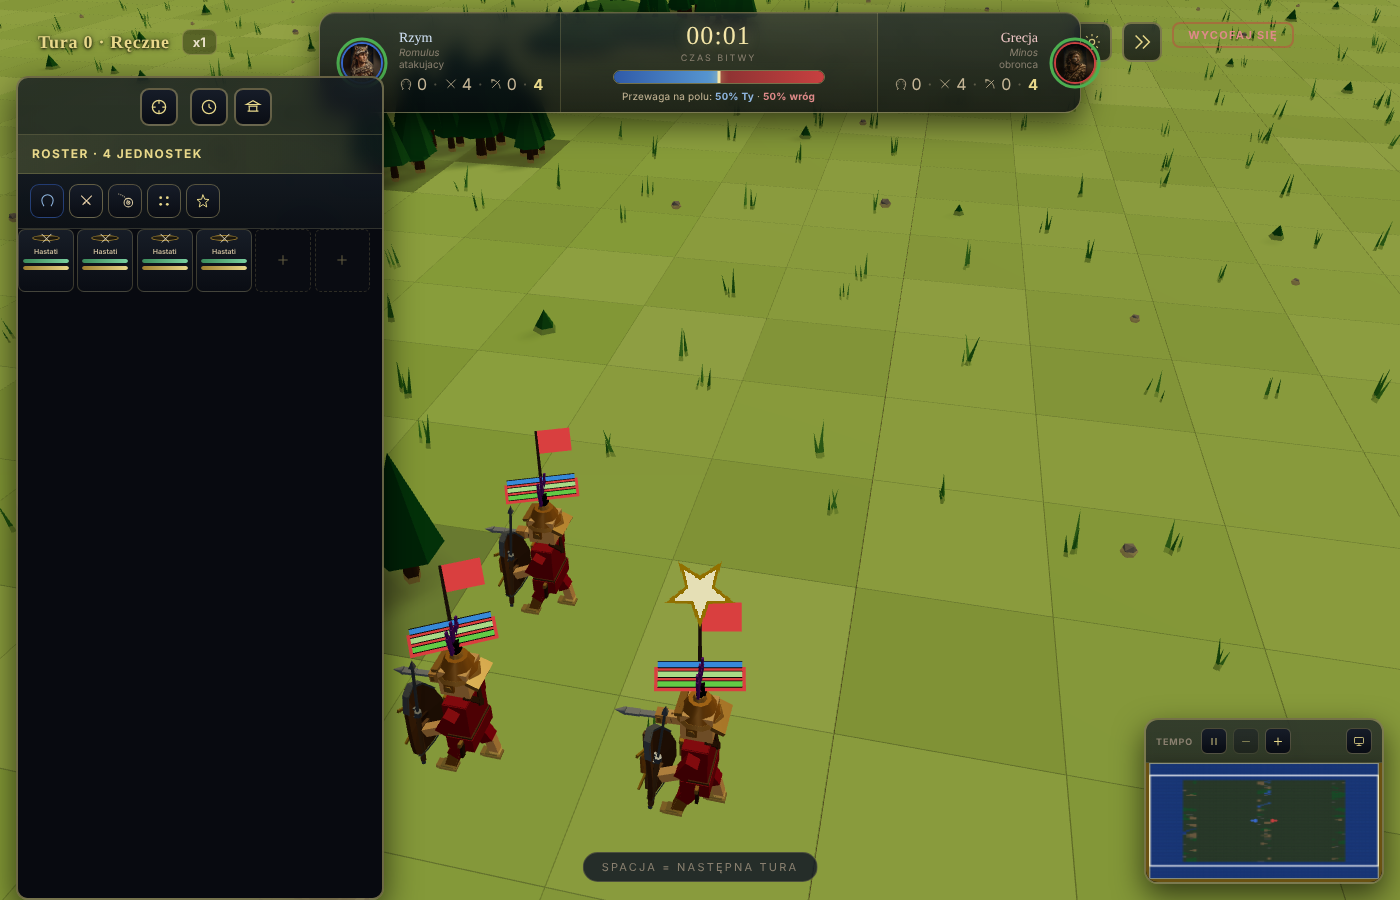 Tura 0 · Ręczne x1
Rzym
Romulus
atakujacy
0 · 4 · 0 · 4
00:01
CZAS BITWY
Przewaga na polu: 50% Ty · 50% wróg
Grecja
Minos
obronca
0 · 4 · 0 · 4
WYCOFAJ SIĘ
ROSTER · 4 JEDNOSTEK
Hastati Hastati Hastati Hastati
TEMPO
SPACJA = NASTĘPNA TURA